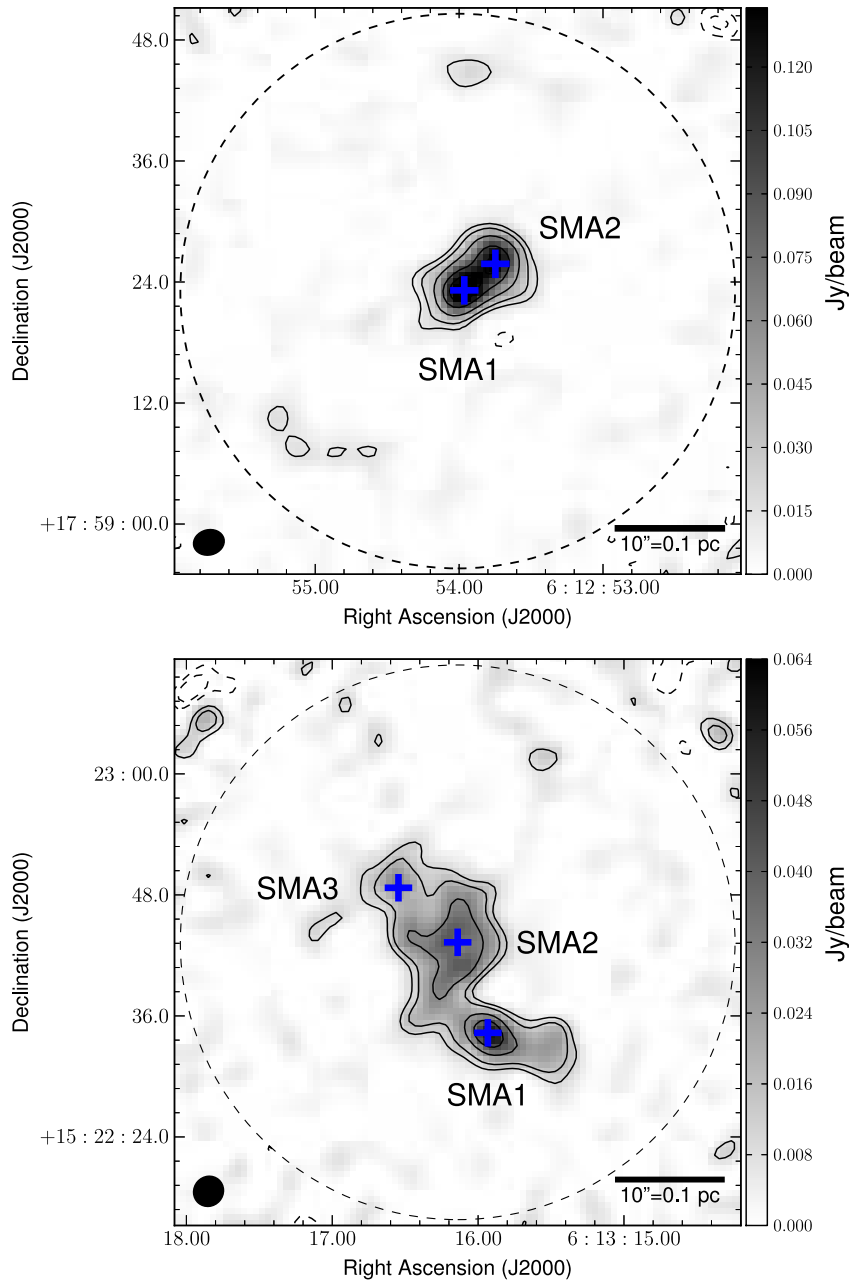 48.0
36.0
24.0
12.0
+17 : 59 : 00.0
Declination (J2000)
SMA2
SMA1
10”=0.1 pc
55.00
54.00
6 : 12 : 53.00
Right Ascension (J2000)
0.120
0.105
0.090
0.075
0.060
0.045
0.030
0.015
0.000
Jy/beam
23 : 00.0
48.0
36.0
+15 : 22 : 24.0
Declination (J2000)
SMA3
SMA2
SMA1
10”=0.1 pc
18.00
17.00
16.00
6 : 13 : 15.00
Right Ascension (J2000)
0.064
0.056
0.048
0.040
0.032
0.024
0.016
0.008
0.000
Jy/beam